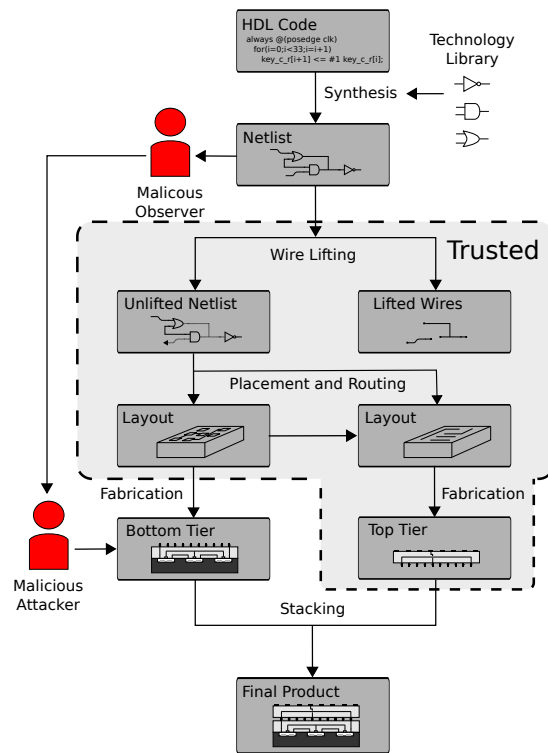 HDL Code
always @(posedge clk)
for(i=0;i<33;i=i+1)
key_c_r[i+1] <= #1 key_c_r[i];
Technology
Library
Synthesis
Netlist
Malicous
Observer
Trusted
Wire Lifting
Unlifted Netlist
Lifted Wires
Placement and Routing
Layout
Layout
Fabrication
Fabrication
Bottom Tier
Top Tier
Malicious
Attacker
Stacking
Final Product